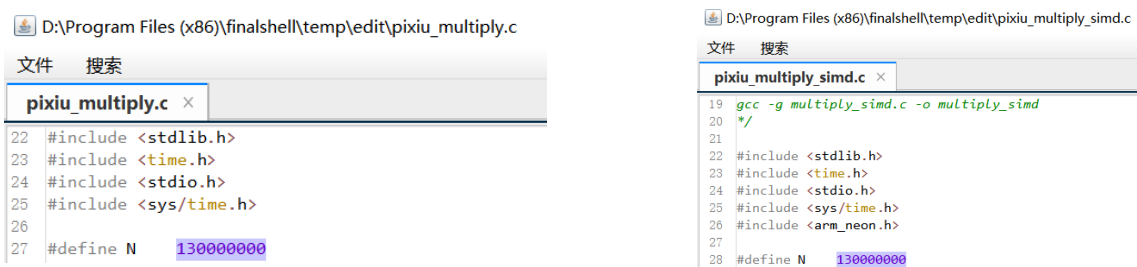 D:\Program Files (x86)\finalshell\temp\edit\pixiu_multiply.c
文件 搜索
pixiu_multiply.c ×
22 #include <stdlib.h>
23 #include <time.h>
24 #include <stdio.h>
25 #include <sys/time.h>
26
27 #define N 130000000
D:\Program Files (x86)\finalshell\temp\edit\pixiu_multiply_simd.c
文件 搜索
pixiu_multiply_simd.c ×
19 gcc -g multiply_simd.c -o multiply_simd
20 */
21
22 #include <stdlib.h>
23 #include <time.h>
24 #include <stdio.h>
25 #include <sys/time.h>
26 #include <arm_neon.h>
27
28 #define N 130000000